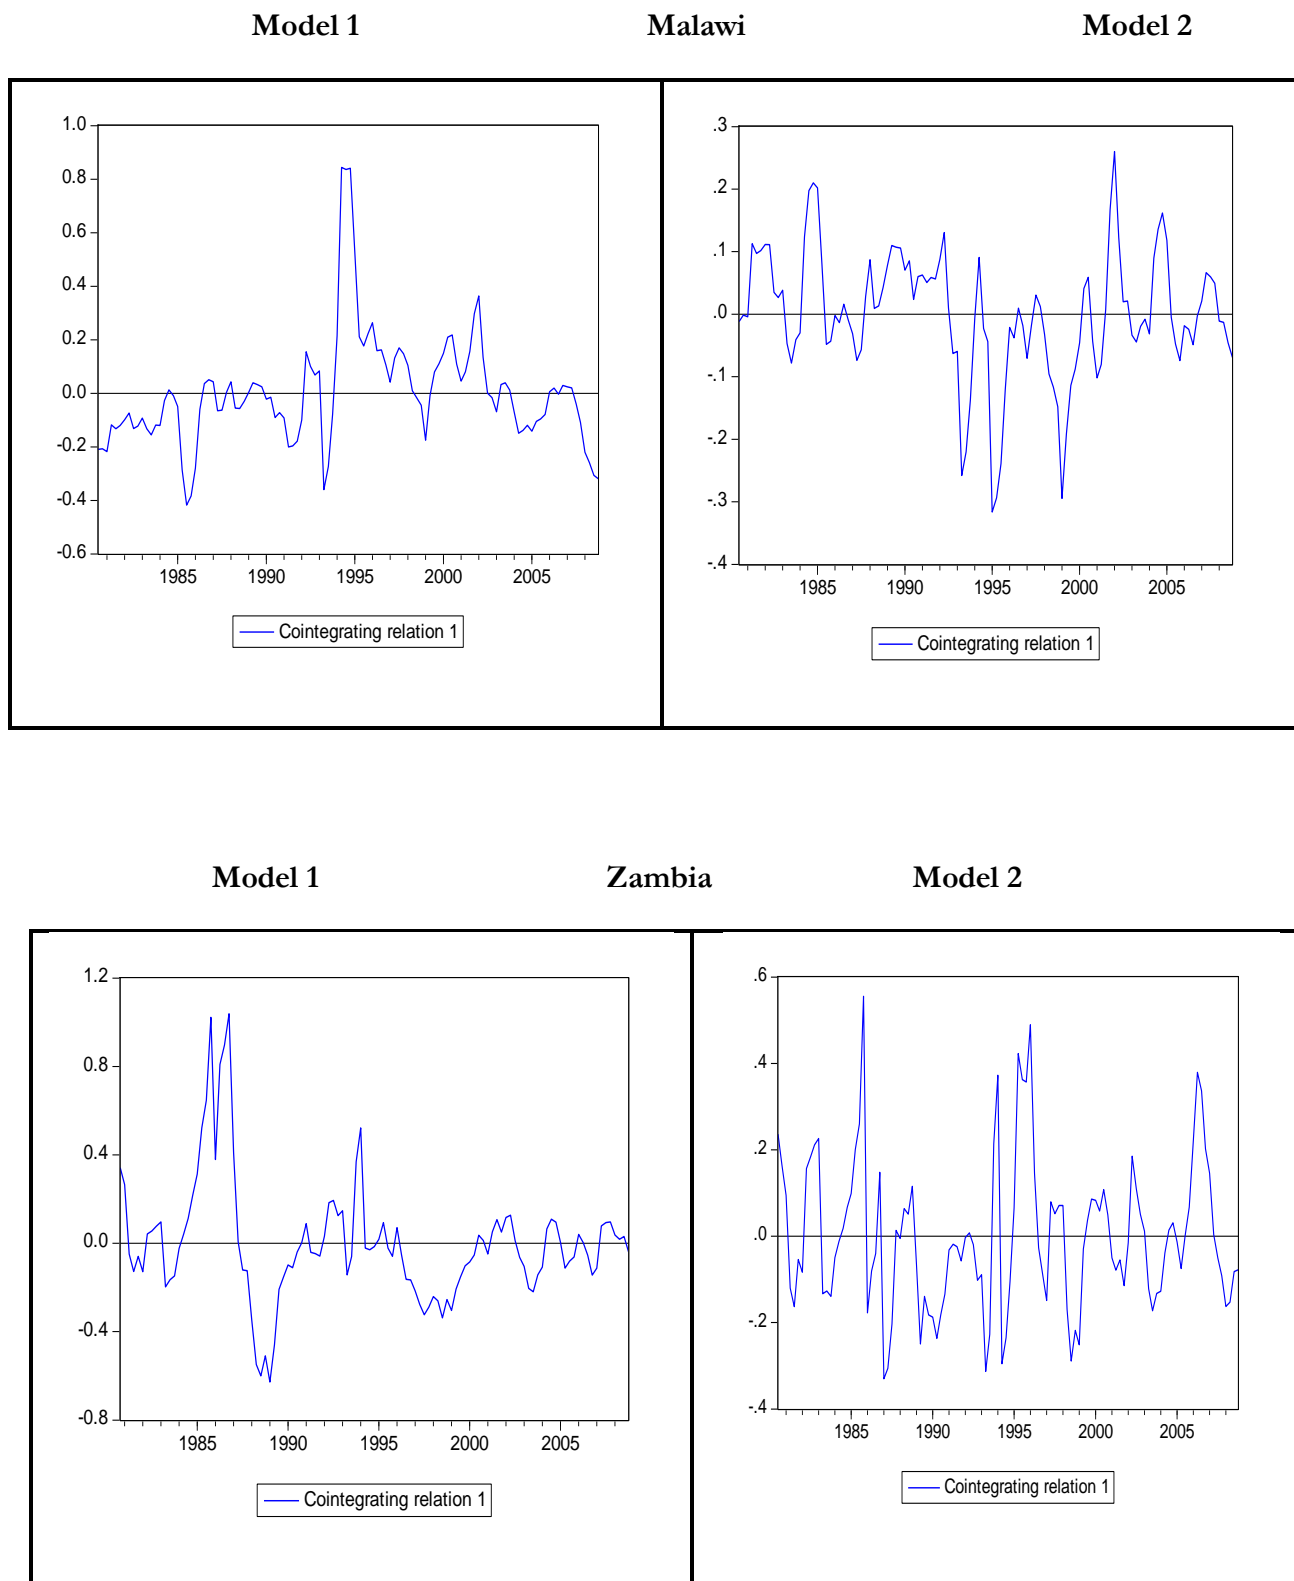 Model 1 Malawi Model 2
1.0
0.8
0.6
0.4
0.2
0.0
-0.2
-0.4
-0.6
1985 1990 1995 2000 2005
Cointegrating relation 1
.3
.2
.1
.0
-.1
-.2
-.3
-.4
1985 1990 1995 2000 2005
Cointegrating relation 1
Model 1 Zambia Model 2
1.2
0.8
0.4
0.0
-0.4
-0.8
1985 1990 1995 2000 2005
Cointegrating relation 1
.6
.4
.2
.0
-.2
-.4
1985 1990 1995 2000 2005
Cointegrating relation 1